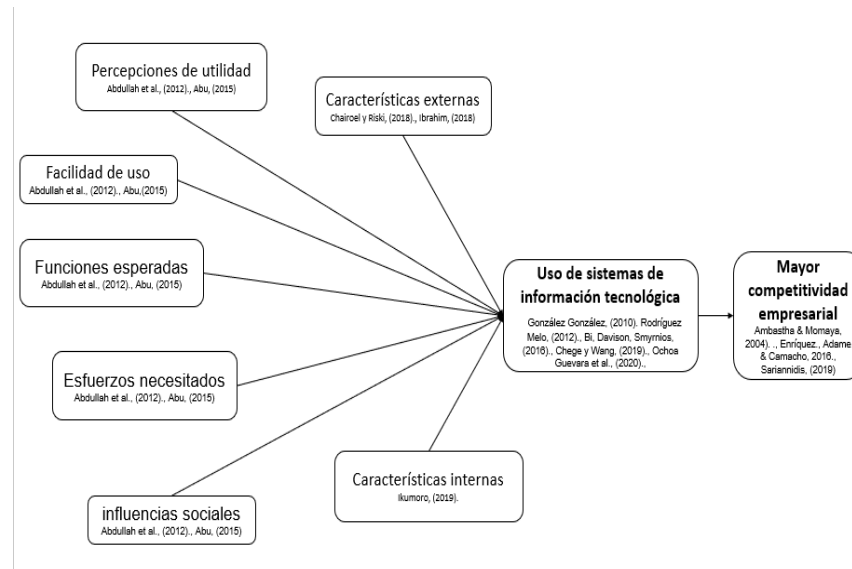 Percepciones de utilidad
Abdullah et al., (2012)., Abu, (2015)
Características externas
Chairoel y Riski, (2018)., Ibrahim, (2018)
Facilidad de uso
Abdullah et al., (2012)., Abu,(2015)
Funciones esperadas
Abdullah et al., (2012)., Abu, (2015)
Esfuerzos necesitados
Abdullah et al., (2012)., Abu, (2015)
influencias sociales
Abdullah et al., (2012)., Abu, (2015)
Características internas
Ikumoro, (2019).
Uso de sistemas de
información tecnológica
González González, (2010). Rodríguez
Melo, (2012)., Bi, Davison, Smyrnios,
(2016)., Chege y Wang, (2019)., Ochoa
Guevara et al., (2020).,
Mayor
competitividad
empresarial
Ambastha & Momaya,
2004). ., Enríquez., Adame
& Camacho, 2016.,
Sariannidis, (2019)